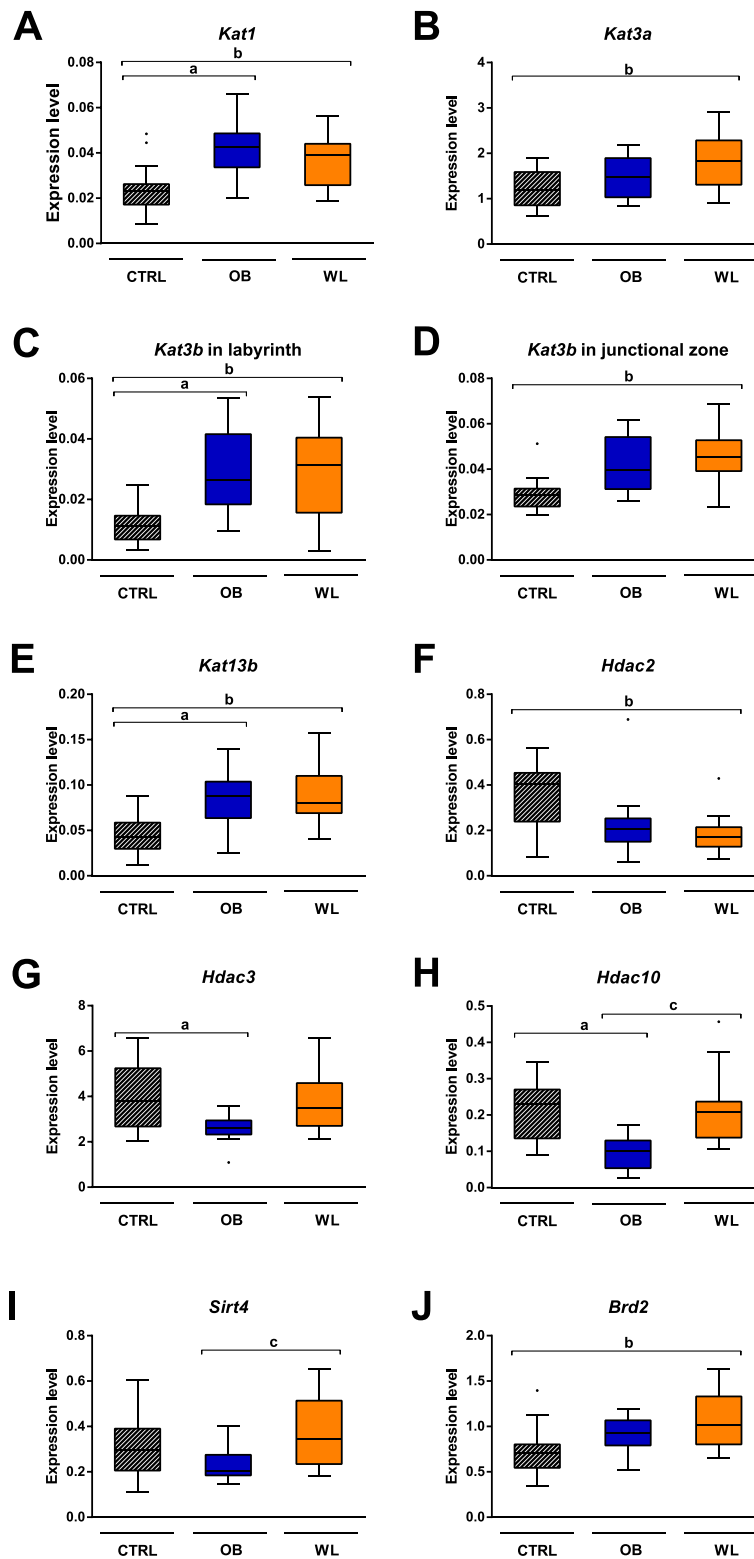 A
Kat1
b
a
Expression level
0.08
0.06
0.04
0.02
0.00
CTRL OB WL
B
Kat3a
b
Expression level
4
3
2
1
0
CTRL OB WL
C
Kat3b in labyrinth
b
a
Expression level
0.06
0.04
0.02
0.00
CTRL OB WL
D
Kat3b in junctional zone
b
Expression level
0.08
0.06
0.04
0.02
0.00
CTRL OB WL
E
Kat13b
b
a
Expression level
0.20
0.15
0.10
0.05
0.00
CTRL OB WL
F
Hdac2
b
Expression level
0.8
0.6
0.4
0.2
0.0
CTRL OB WL
G
Hdac3
a
Expression level
8
6
4
2
0
CTRL OB WL
H
Hdac10
c
a
Expression level
0.5
0.4
0.3
0.2
0.1
0.0
CTRL OB WL
I
Sirt4
c
Expression level
0.8
0.6
0.4
0.2
0.0
CTRL OB WL
J
Brd2
b
Expression level
2.0
1.5
1.0
0.5
0.0
CTRL OB WL